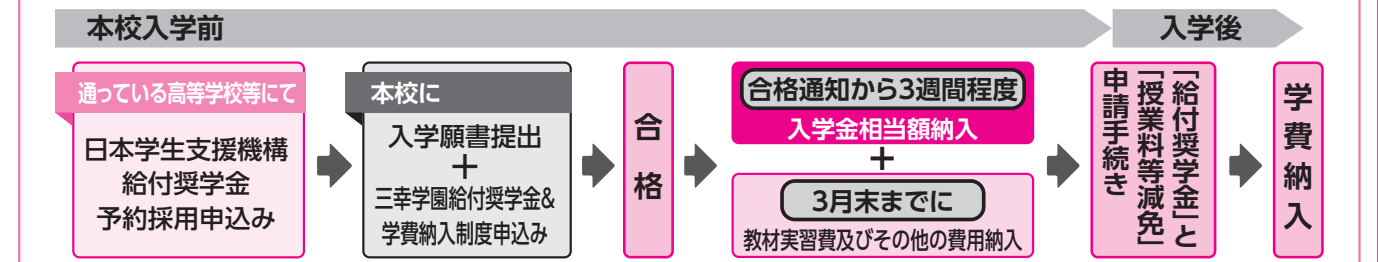 本校入学前
入学後
通っている高等学校等にて
日本学生支援機構
給付奨学金
予約採用申込み
本校に
入学願書提出
＋
三幸学園給付奨学金&
学費納入制度申込み
合格
合格通知から3週間程度
入学金相当額納入
＋
3月末までに
教材実習費及びその他の費用納入
「給付奨学金」と
「授業料等減免」
申請手続き
学費納入